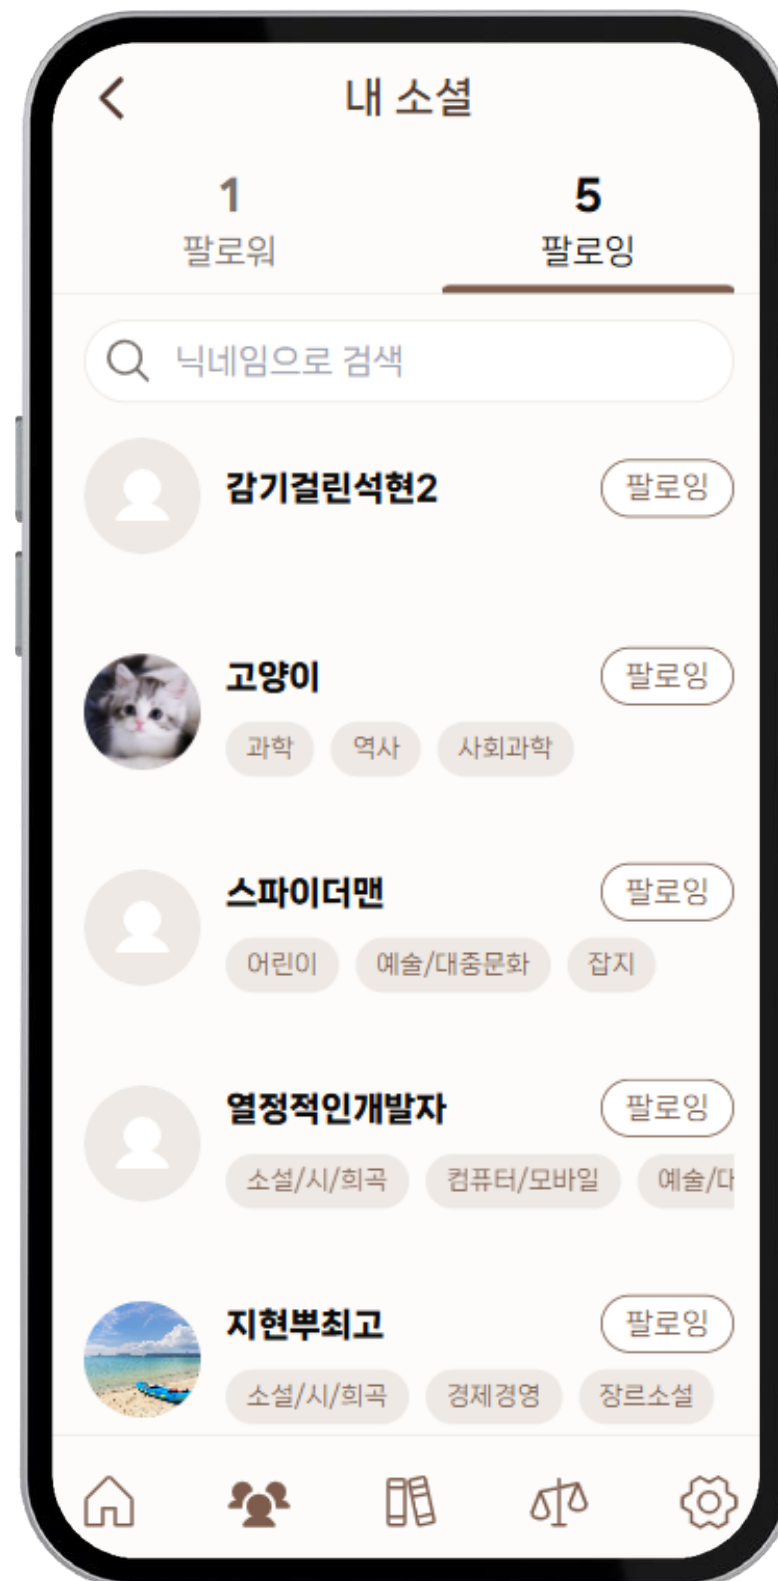 내 소셜
1 5
팔로워 팔로잉
닉네임으로 검색
감기걸린석현2 팔로잉
고양이 팔로잉
과학 역사 사회과학
스파이더맨 팔로잉
어린이 예술/대중문화 잡지
열정적인개발자 팔로잉
소설/시/희곡 컴퓨터/모바일 예술/대
지현뿌최고 팔로잉
소설/시/희곡 경제경영 장르소설